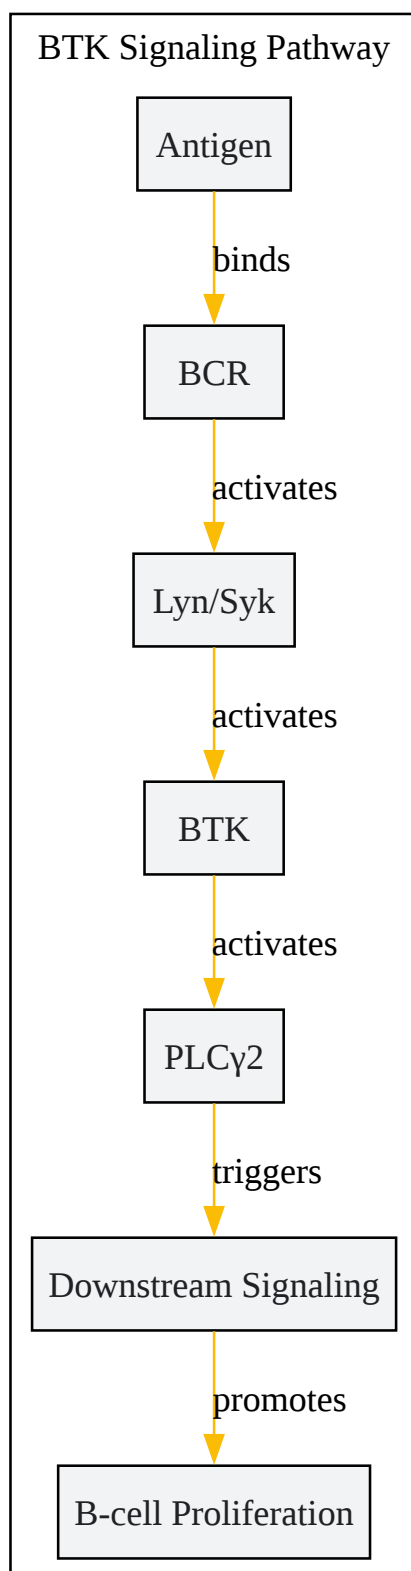 BTK Signaling Pathway
Antigen
binds
BCR
activates
Lyn/Syk
activates
BTK
activates
PLCγ2
triggers
Downstream Signaling
promotes
B-cell Proliferation